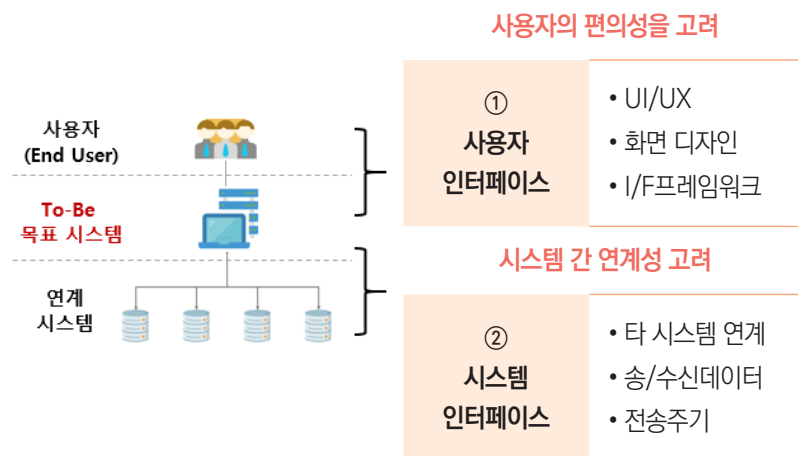 사용자의 편의성을 고려
①
사용자
인터페이스
• UI/UX
• 화면 디자인
• I/F프레임워크
사용자
(End User)
To-Be
목표 시스템
연계
시스템
시스템 간 연계성 고려
②
시스템
인터페이스
• 타 시스템 연계
• 송/수신데이터
• 전송주기